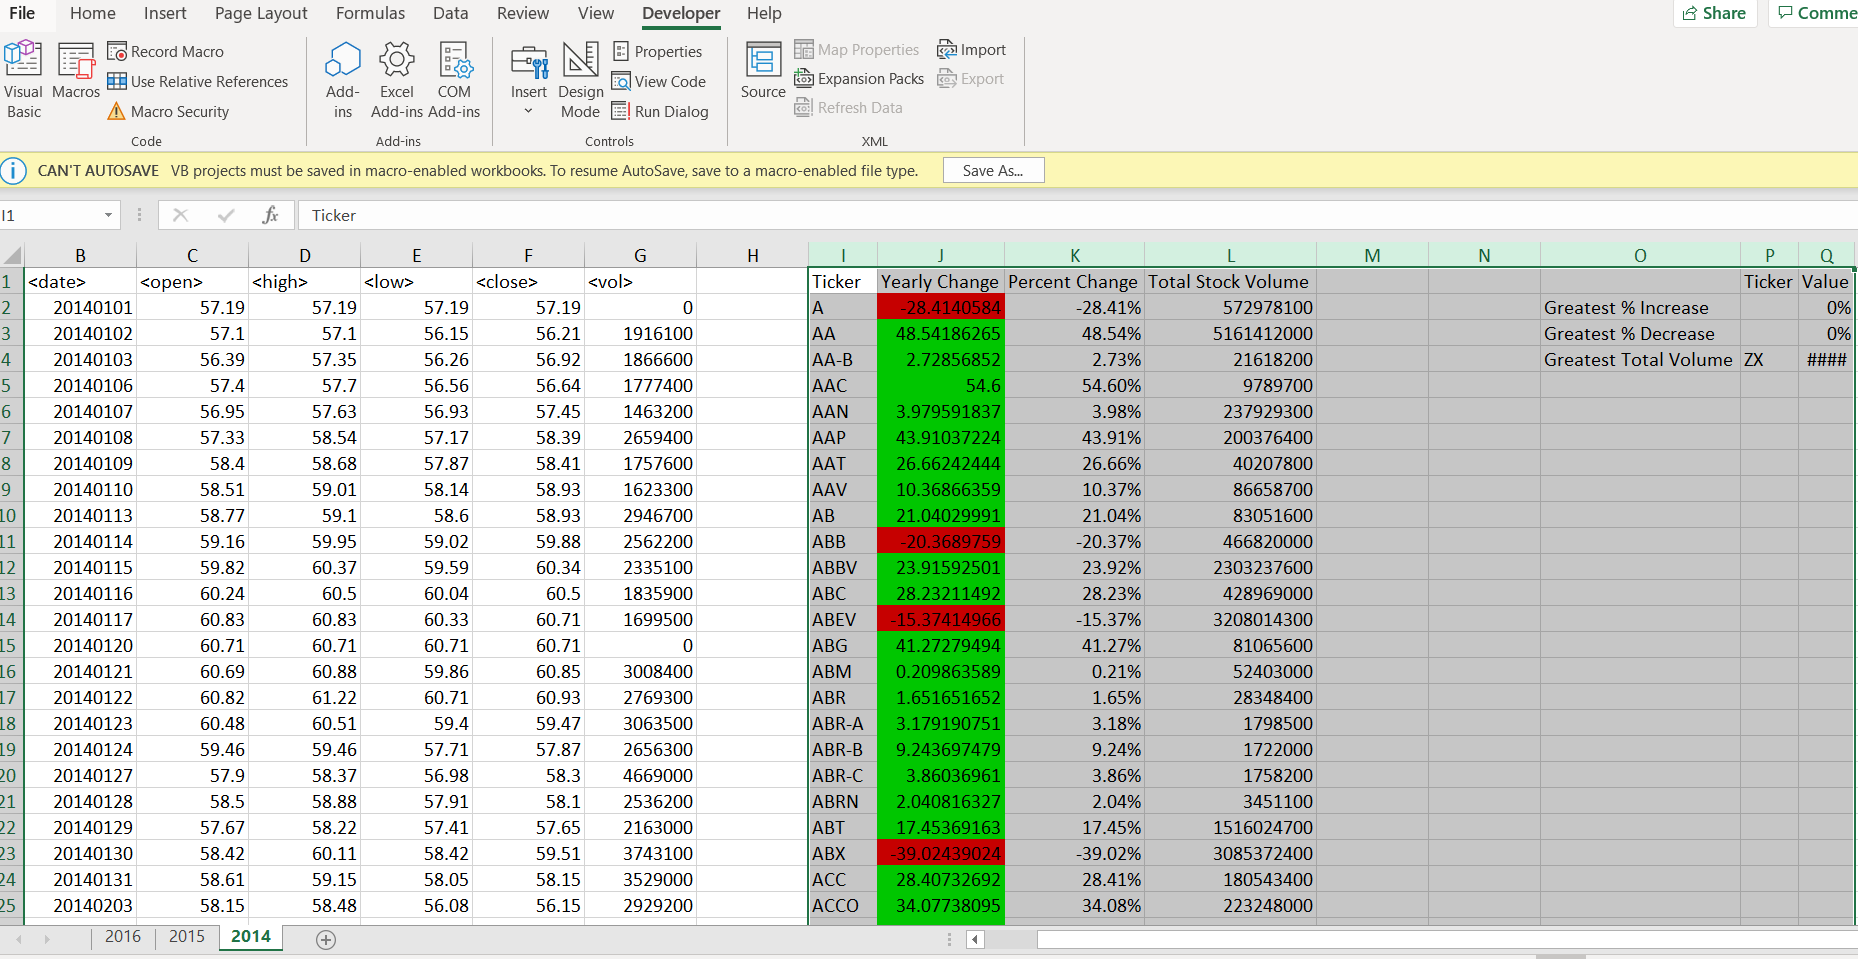 File Home Insert Page Layout Formulas Data Review View Developer Help Share Comme
Visual Basic Macros Record Macro Use Relative References Macro Security Code
Add-ins Excel Add-ins COM Add-ins Add-ins
Insert Design Mode Properties View Code Run Dialog Controls
Source Map Properties Expansion Packs Refresh Data Import Export XML
CAN'T AUTOSAVE VB projects must be saved in macro-enabled workbooks. To resume AutoSave, save to a macro-enabled file type. Save As...
I1 fx Ticker
B C D E F G H I J K L M N O P Q
1 <date> <open> <high> <low> <close> <vol> Ticker Yearly Change Percent Change Total Stock Volume Ticker Value
2 20140101 57.19 57.19 57.19 57.19 0 A -28.4140584 -28.41% 572978100 Greatest % Increase 0%
3 20140102 57.1 57.1 56.15 56.21 1916100 AA 48.54186265 48.54% 5161412000 Greatest % Decrease 0%
4 20140103 56.39 57.35 56.26 56.92 1866600 AA-B 2.72856852 2.73% 21618200 Greatest Total Volume ZX ####
5 20140106 57.4 57.7 56.56 56.64 1777400 AAC 54.6 54.60% 9789700
6 20140107 56.95 57.63 56.93 57.45 1463200 AAN 3.979591837 3.98% 237929300
7 20140108 57.33 58.54 57.17 58.39 2659400 AAP 43.91037224 43.91% 200376400
8 20140109 58.4 58.68 57.87 58.41 1757600 AAT 26.66242444 26.66% 40207800
9 20140110 58.51 59.01 58.14 58.93 1623300 AAV 10.36866359 10.37% 86658700
10 20140113 58.77 59.1 58.6 58.93 2946700 AB 21.04029991 21.04% 83051600
11 20140114 59.16 59.95 59.02 59.88 2562200 ABB -20.3689759 -20.37% 466820000
12 20140115 59.82 60.37 59.59 60.34 2335100 ABBV 23.91592501 23.92% 2303237600
13 20140116 60.24 60.5 60.04 60.5 1835900 ABC 28.23211492 28.23% 428969000
14 20140117 60.83 60.83 60.33 60.71 1699500 ABEV -15.37414966 -15.37% 3208014300
15 20140120 60.71 60.71 60.71 60.71 0 ABG 41.27279494 41.27% 81065600
16 20140121 60.69 60.88 59.86 60.85 3008400 ABM 0.209863589 0.21% 52403000
17 20140122 60.82 61.22 60.71 60.93 2769300 ABR 1.651651652 1.65% 28348400
18 20140123 60.48 60.51 59.4 59.47 3063500 ABR-A 3.179190751 3.18% 1798500
19 20140124 59.46 59.46 57.71 57.87 2656300 ABR-B 9.243697479 9.24% 1722000
20 20140127 57.9 58.37 56.98 58.3 4669000 ABR-C 3.86036961 3.86% 1758200
21 20140128 58.5 58.88 57.91 58.1 2536200 ABRN 2.040816327 2.04% 3451100
22 20140129 57.67 58.22 57.41 57.65 2163000 ABT 17.45369163 17.45% 1516024700
23 20140130 58.42 60.11 58.42 59.51 3743100 ABX -39.02439024 -39.02% 3085372400
24 20140131 58.61 59.15 58.05 58.15 3529000 ACC 28.40732692 28.41% 180543400
25 20140203 58.15 58.48 56.08 56.15 2929200 ACCO 34.07738095 34.08% 223248000
2016 2015 2014